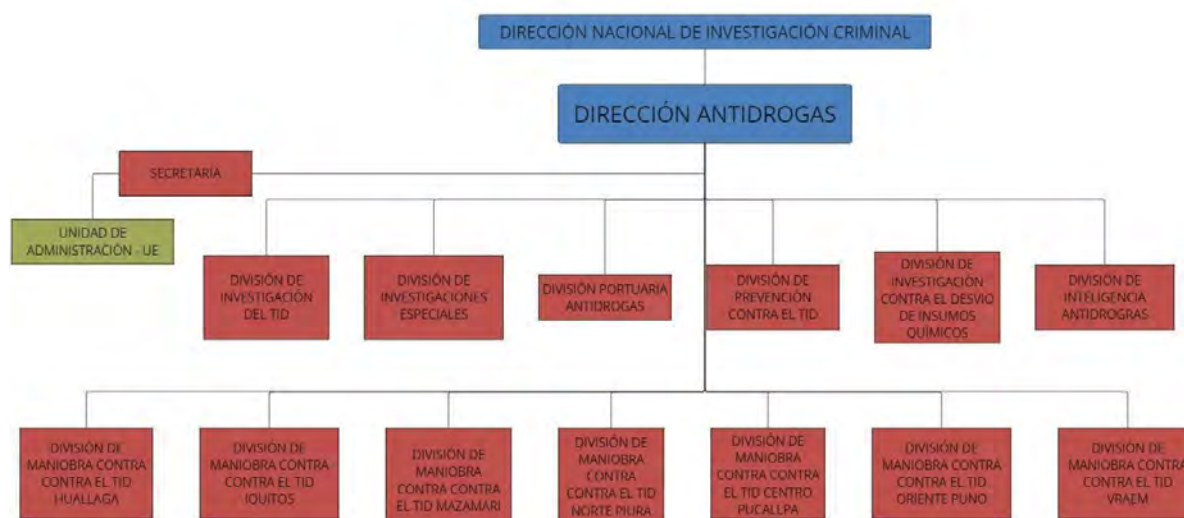 DIRECCIÓN NACIONAL DE INVESTIGACIÓN CRIMINAL
DIRECCIÓN ANTIDROGAS
SECRETARÍA
UNIDAD DE
ADMINISTRACIÓN - UE
DIVISIÓN DE
INVESTIGACIÓN
DEL TID
DIVISIÓN DE
INVESTIGACIONES
ESPECIALES
DIVISIÓN PORTUARIA
ANTIDROGAS
DIVISIÓN DE
PREVENCIÓN
CONTRA EL TID
DIVISIÓN DE
INVESTIGACIÓN
CONTRA EL DESVIO
DE INSUMOS
QUÍMICOS
DIVISIÓN DE
INTELIGENCIA
ANTIDROGRAS
DIVISIÓN DE
MANIOBRA CONTRA
CONTRA EL TID
HUALLAGA
DIVISIÓN DE
MANIOBRA CONTRA
CONTRA EL TID
IQUITOS
DIVISIÓN DE
MANIOBRA
CONTRA CONTRA
EL TID MAZAMARI
DIVISIÓN DE
MANIOBRA
CONTRA
CONTRA EL TID
NORTE PIURA
DIVISIÓN DE
MANIOBRA
CONTRA CONTRA
EL TID CENTRO
PUCALLPA
DIVISIÓN DE
MANIOBRA CONTRA
CONTRA EL TID
ORIENTE PUNO
DIVISIÓN DE
MANIOBRA CONTRA
CONTRA EL TID
VRAEM